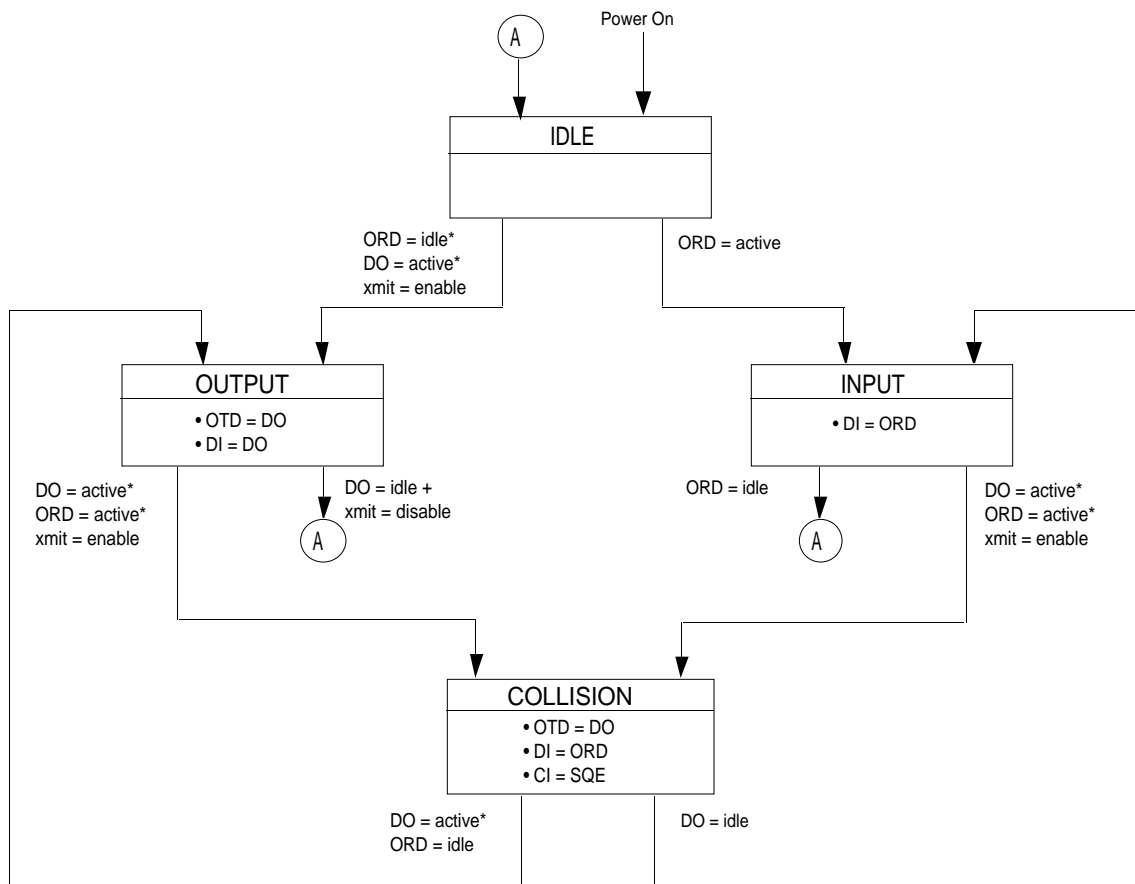 Power On
A
IDLE
ORD = idle*
DO = active*
xmit = enable
ORD = active
OUTPUT
• OTD = DO
• DI = DO
INPUT
• DI = ORD
DO = active*
ORD = active*
xmit = enable
DO = idle +
xmit = disable
A
ORD = idle
A
DO = active*
ORD = active*
xmit = enable
COLLISION
• OTD = DO
• DI = ORD
• CI = SQE
DO = active*
ORD = idle
DO = idle